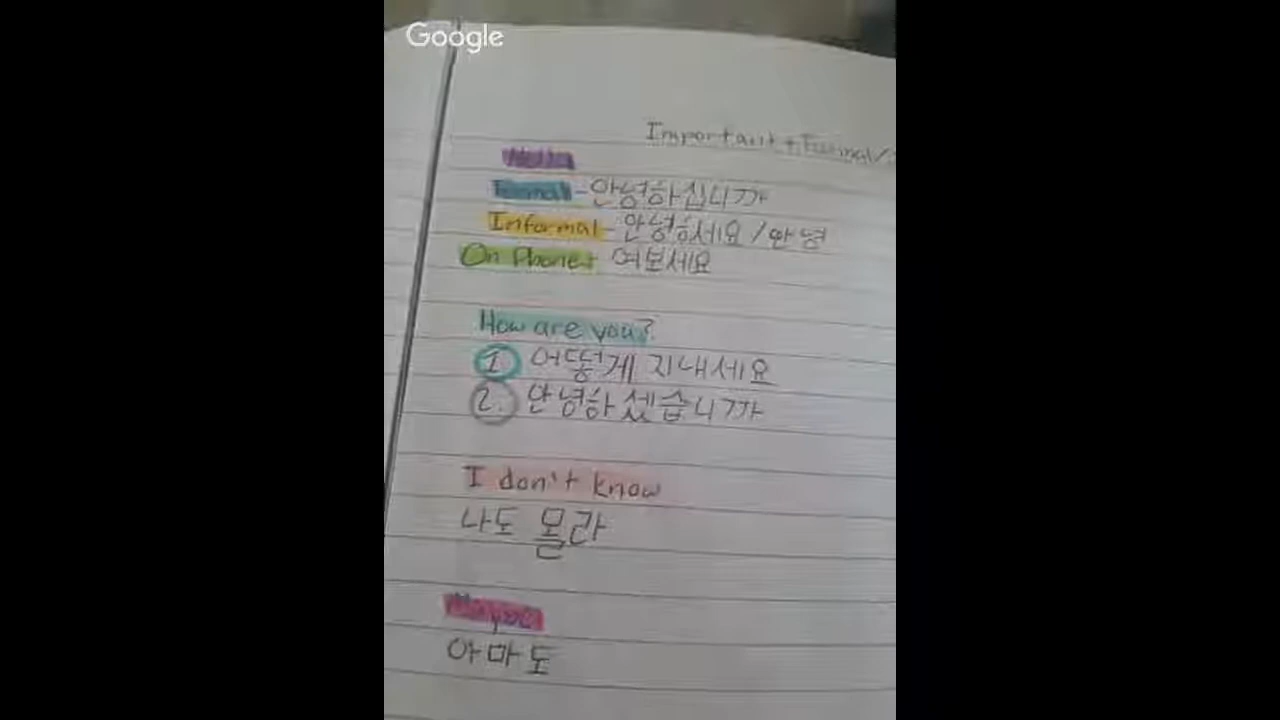 Google
Important + Formal/
Hello
Formal - 안녕하십니까
Informal - 안녕하세요 / 안녕
On Phone + 여보세요
How are you?
1. 어떻게 지내세요
2. 안녕하셨습니까
I don't know
나도 몰라
Maybe
아마도